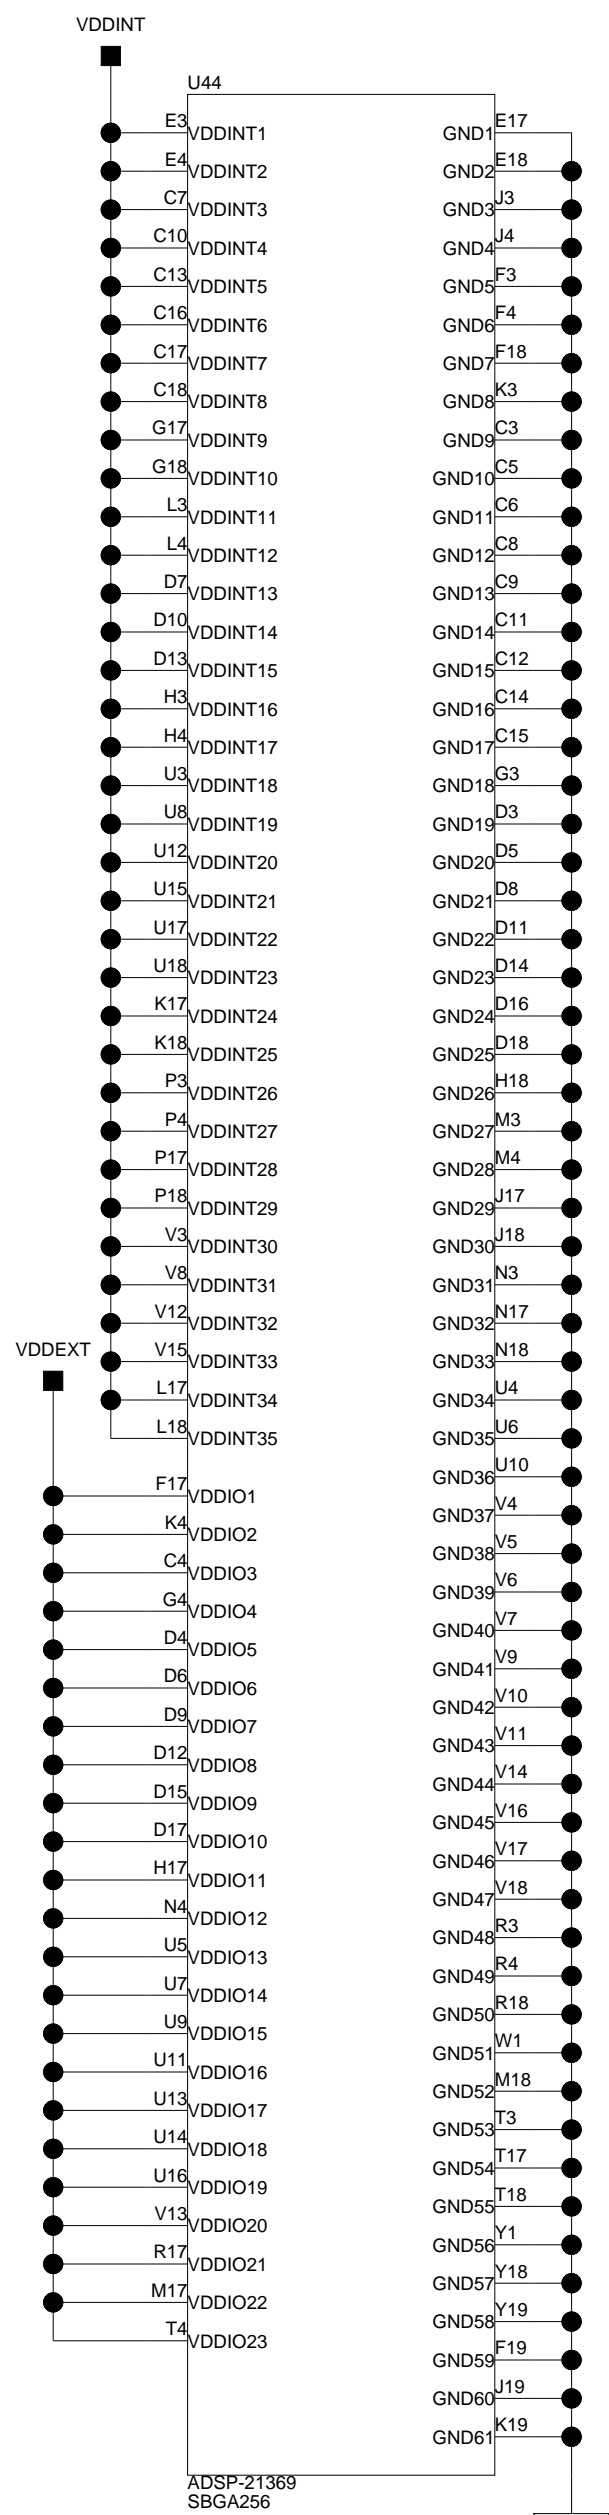 VDDINT
U44
E3 VDDINT1 GND1 E17
E4 VDDINT2 GND2 E18
C7 VDDINT3 GND3 J3
C10 VDDINT4 GND4 J4
C13 VDDINT5 GND5 F3
C16 VDDINT6 GND6 F4
C17 VDDINT7 GND7 F18
C18 VDDINT8 GND8 K3
G17 VDDINT9 GND9 C3
G18 VDDINT10 GND10 C5
L3 VDDINT11 GND11 C6
L4 VDDINT12 GND12 C8
D7 VDDINT13 GND13 C9
D10 VDDINT14 GND14 C11
D13 VDDINT15 GND15 C12
H3 VDDINT16 GND16 C14
H4 VDDINT17 GND17 C15
U3 VDDINT18 GND18 G3
U8 VDDINT19 GND19 D3
U12 VDDINT20 GND20 D5
U15 VDDINT21 GND21 D8
U17 VDDINT22 GND22 D11
U18 VDDINT23 GND23 D14
K17 VDDINT24 GND24 D16
K18 VDDINT25 GND25 D18
P3 VDDINT26 GND26 H18
P4 VDDINT27 GND27 M3
P17 VDDINT28 GND28 M4
P18 VDDINT29 GND29 J17
V3 VDDINT30 GND30 J18
V8 VDDINT31 GND31 N3
V12 VDDINT32 GND32 N17
VDDEXT
V15 VDDINT33 GND33 N18
L17 VDDINT34 GND34 U4
L18 VDDINT35 GND35 U6
GND36 U10
F17 VDDIO1 GND37 V4
K4 VDDIO2 GND38 V5
C4 VDDIO3 GND39 V6
G4 VDDIO4 GND40 V7
D4 VDDIO5 GND41 V9
D6 VDDIO6 GND42 V10
D9 VDDIO7 GND43 V11
D12 VDDIO8 GND44 V14
D15 VDDIO9 GND45 V16
D17 VDDIO10 GND46 V17
H17 VDDIO11 GND47 V18
N4 VDDIO12 GND48 R3
U5 VDDIO13 GND49 R4
U7 VDDIO14 GND50 R18
U9 VDDIO15 GND51 W1
U11 VDDIO16 GND52 M18
U13 VDDIO17 GND53 T3
U14 VDDIO18 GND54 T17
U16 VDDIO19 GND55 T18
V13 VDDIO20 GND56 Y1
R17 VDDIO21 GND57 Y18
M17 VDDIO22 GND58 Y19
T4 VDDIO23 GND59 F19
GND60 J19
GND61 K19
ADSP-21369
SBGA256